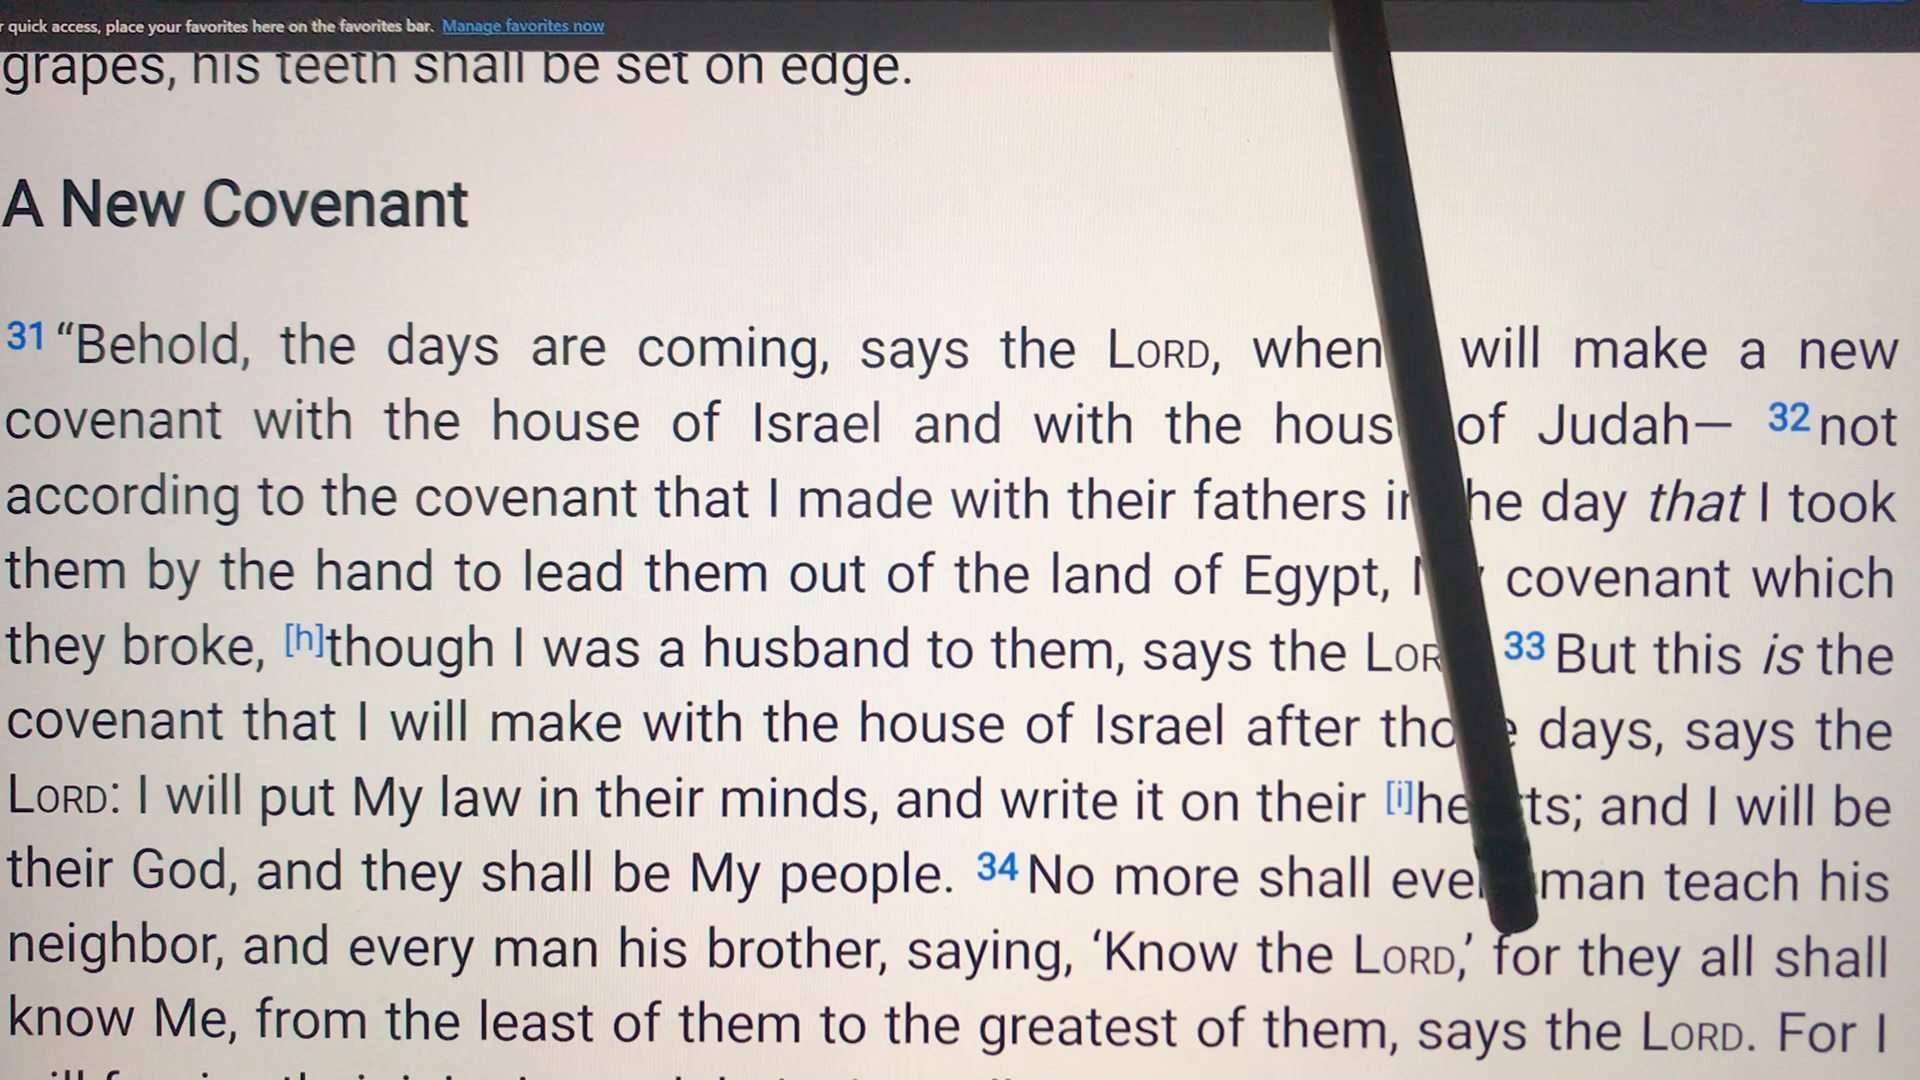 quick access, place your favorites here on the favorites bar. Manage favorites now
grapes, his teeth shall be set on edge.
A New Covenant
31 “Behold, the days are coming, says the LORD, when will make a new
covenant with the house of Israel and with the hous of Judah— 32 not
according to the covenant that I made with their fathers in he day that I took
them by the hand to lead them out of the land of Egypt, covenant which
they broke, [h]though I was a husband to them, says the LOR 33 But this is the
covenant that I will make with the house of Israel after tho e days, says the
LORD: I will put My law in their minds, and write it on their [i]he ts; and I will be
their God, and they shall be My people. 34 No more shall eve man teach his
neighbor, and every man his brother, saying, ‘Know the LORD,’ for they all shall
know Me, from the least of them to the greatest of them, says the LORD. For I